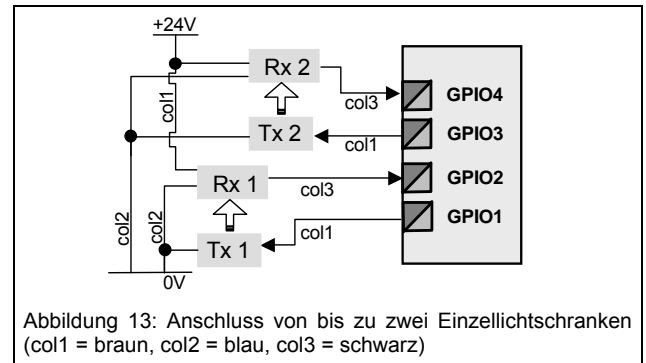 +24V
Rx 2
col1
col3
GPIO4
Tx 2
col1
GPIO3
Rx 1
col3
GPIO2
col2
col2
Tx 1
col1
GPIO1
0V
Abbildung 13: Anschluss von bis zu zwei Einzellichtschranken
(col1 = braun, col2 = blau, col3 = schwarz)